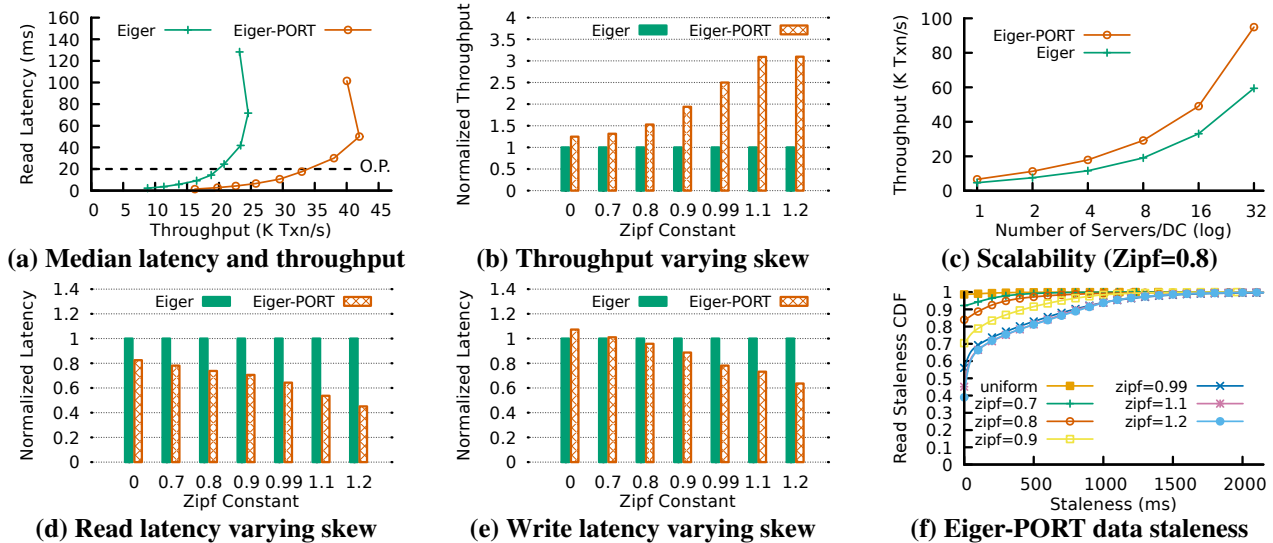 160
140
120
100
80
60
40
20
0
Read Latency (ms)
Eiger
Eiger-PORT
O.P.
0 5 10 15 20 25 30 35 40 45
Throughput (K Txn/s)
(a) Median latency and throughput
4
3.5
3
2.5
2
1.5
1
0.5
0
Normalized Throughput
Eiger
Eiger-PORT
0 0.7 0.8 0.9 0.99 1.1 1.2
Zipf Constant
(b) Throughput varying skew
100
80
60
40
20
0
Throughput (K Txn/s)
Eiger-PORT
Eiger
1 2 4 8 16 32
Number of Servers/DC (log)
(c) Scalability (Zipf=0.8)
1.4
1.2
1
0.8
0.6
0.4
0.2
0
Normalized Latency
Eiger
Eiger-PORT
0 0.7 0.8 0.9 0.99 1.1 1.2
Zipf Constant
(d) Read latency varying skew
1.4
1.2
1
0.8
0.6
0.4
0.2
0
Normalized Latency
Eiger
Eiger-PORT
0 0.7 0.8 0.9 0.99 1.1 1.2
Zipf Constant
(e) Write latency varying skew
1
0.9
0.8
0.7
0.6
0.5
0.4
0.3
0.2
0.1
0
Read Staleness CDF
uniform
zipf=0.7
zipf=0.8
zipf=0.9
zipf=0.99
zipf=1.1
zipf=1.2
0 500 1000 1500 2000
Staleness (ms)
(f) Eiger-PORT data staleness